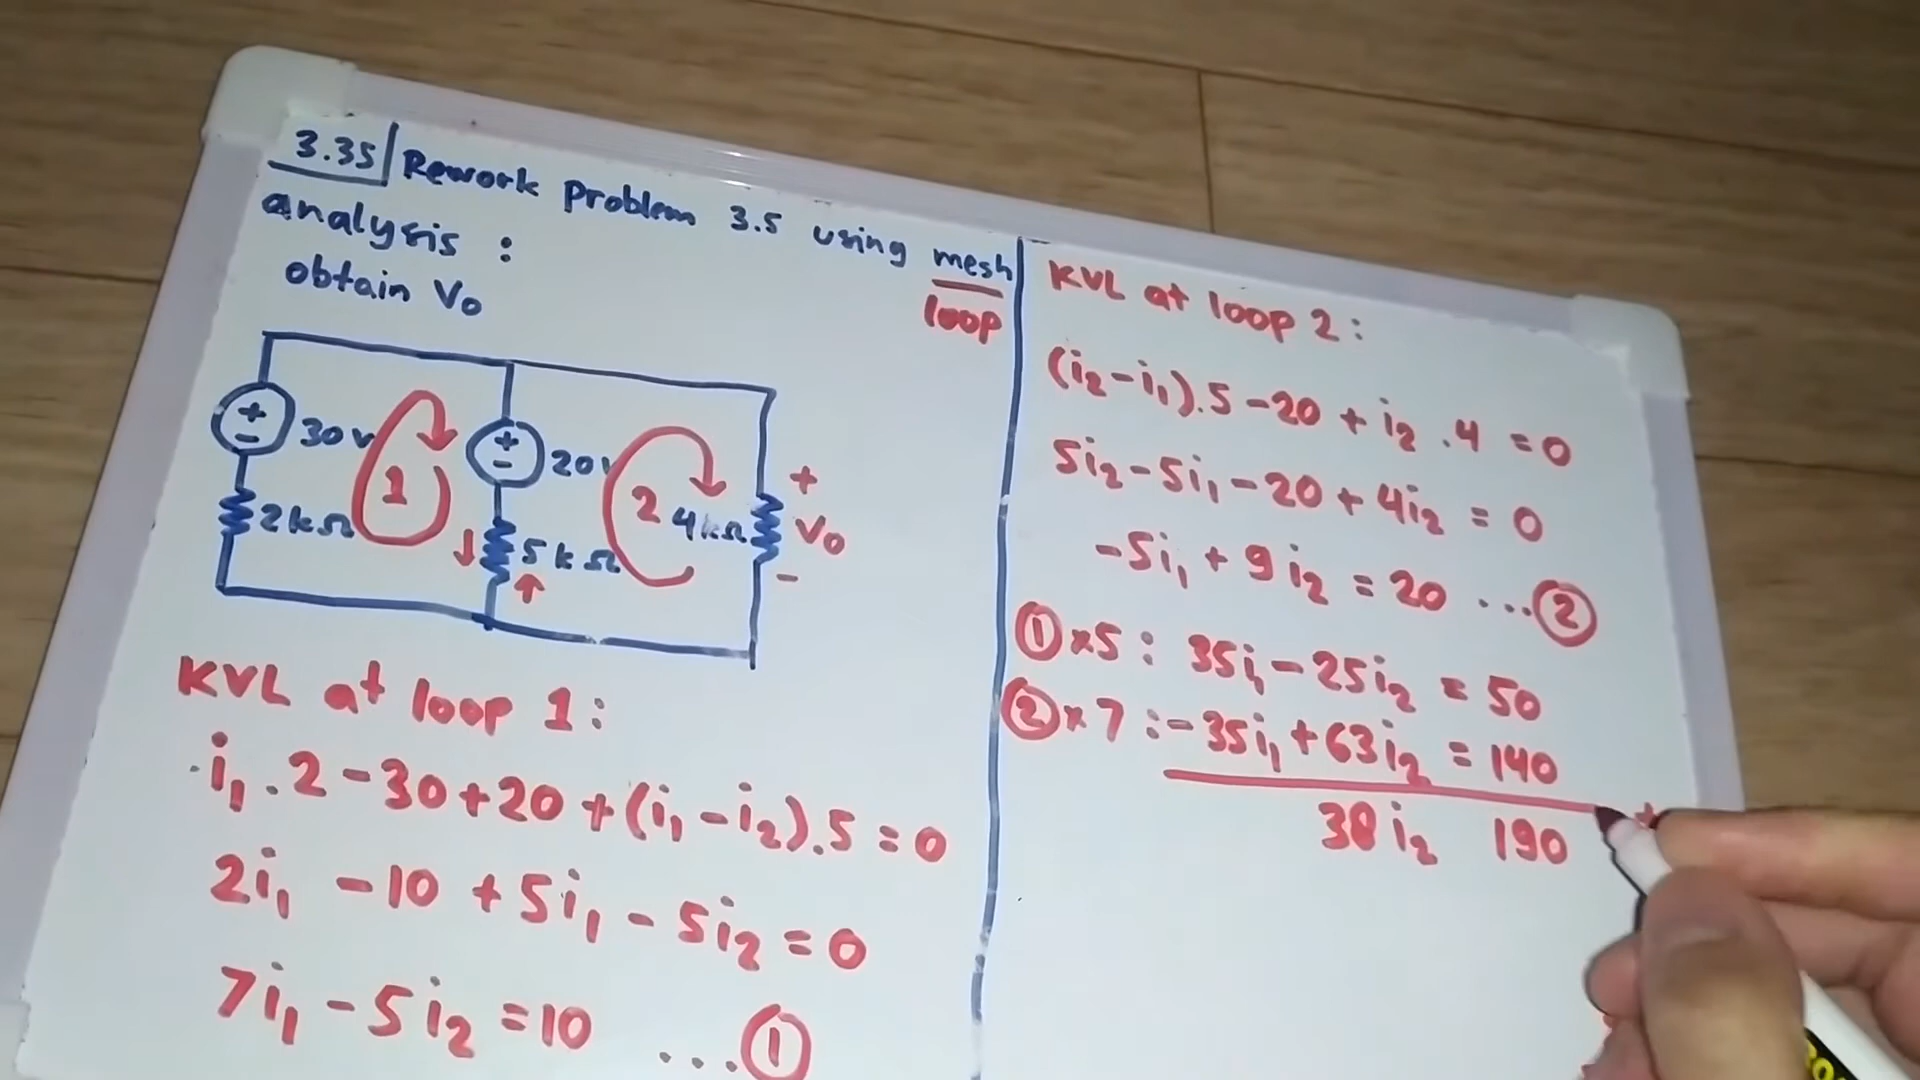 3.35 Rework Problem 3.5 using mesh
loop
analysis :
obtain Vo
+
-
30v
2kΩ
1
+
-
20v
5kΩ
2
4kΩ
+
Vo
-
KVL at loop 1:
i₁ . 2 - 30 + 20 + (i₁ - i₂).5 = 0
2i₁ - 10 + 5i₁ - 5i₂ = 0
7i₁ - 5i₂ = 10 ... ①
KVL at loop 2:
(i₂ - i₁).5 - 20 + i₂ . 4 = 0
5i₂ - 5i₁ - 20 + 4i₂ = 0
-5i₁ + 9i₂ = 20 ... ②
① × 5 : 35i₁ - 25i₂ = 50
② × 7 : -35i₁ + 63i₂ = 140
+
38i₂ 190